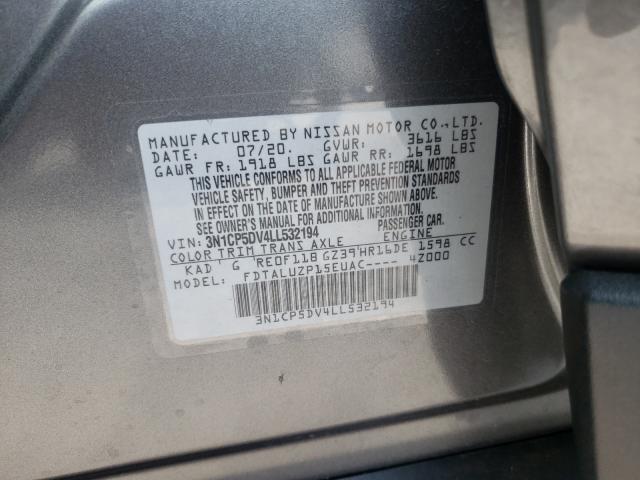 MANUFACTURED BY NISSAN MOTOR CO.,LTD.
DATE: 07/20. GVWR: 3616 LBS
GAWR FR: 1918 LBS GAWR RR: 1698 LBS
THIS VEHICLE CONFORMS TO ALL APPLICABLE FEDERAL MOTOR
VEHICLE SAFETY, BUMPER AND THEFT PREVENTION STANDARDS
IN EFFECT ON THE DATE OF MANUFACTURE SHOWN ABOVE.
SEE OWNER'S MANUAL FOR ADDITIONAL INFORMATION.
VIN: 3N1CP5DV4LL532194 PASSENGER CAR.
COLOR TRIM TRANS AXLE ENGINE
KAD G RE0F11B GZ39 HR16DE 1598 CC
FDTALUZP15EUAC---- 4Z000
3N1CP5DV4LL532194